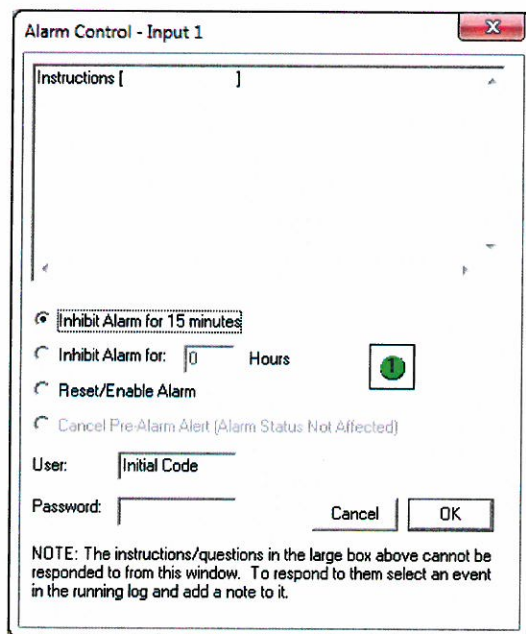 Alarm Control - Input 1
Instructions [ ]
Inhibit Alarm for 15 minutes
Inhibit Alarm for: 0 Hours
1
Reset/Enable Alarm
Cancel Pre-Alarm Alert (Alarm Status Not Affected)
User: Initial Code
Password:
Cancel OK
NOTE: The instructions/questions in the large box above cannot be
responded to from this window. To respond to them select an event
in the running log and add a note to it.